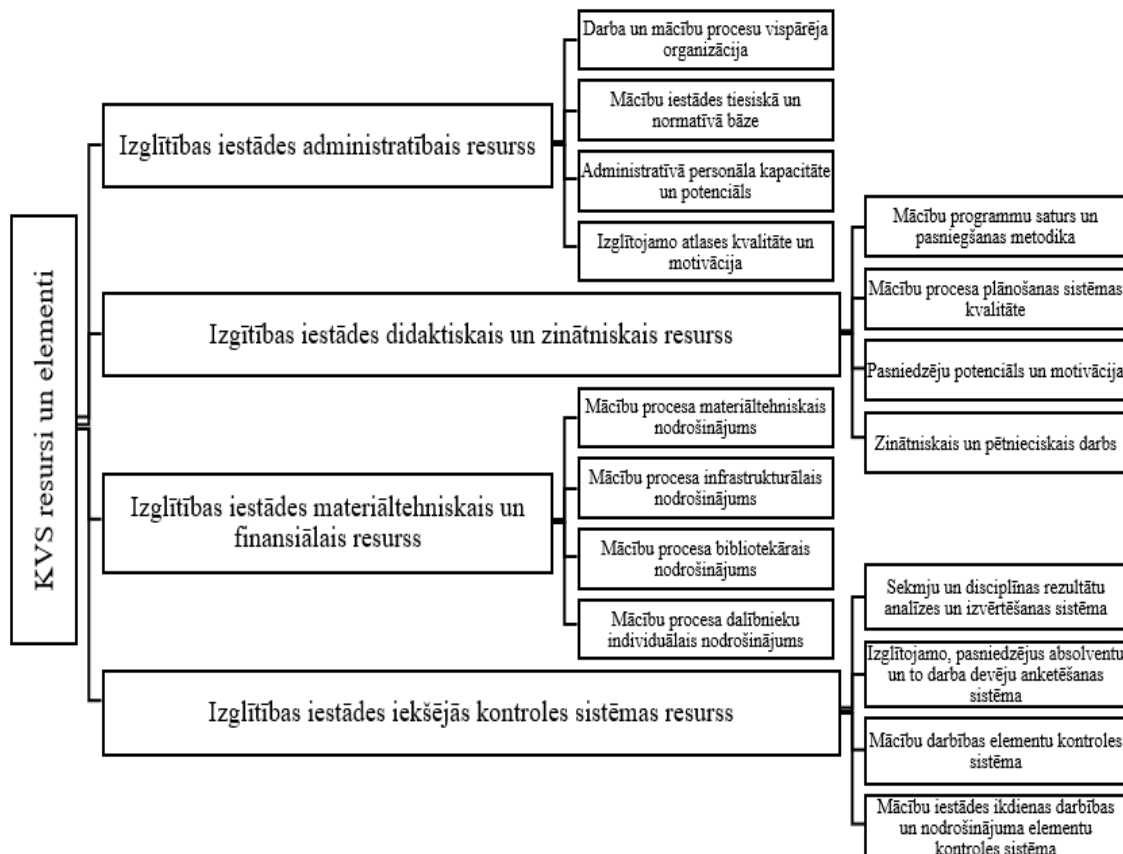 KVS resursi un elementi
Izglītības iestādes administratībais resurss
Darba un mācību procesu vispārēja
organizācija
Mācību iestādes tiesiskā un
normatīvā bāze
Administratīvā personāla kapacitāte
un potenciāls
Izglītojamo atlases kvalitāte un
motivācija
Izgītības iestādes didaktiskais un zinātniskais resurss
Mācību programmu saturs un
pasniegšanas metodika
Mācību procesa plānošanas sistēmas
kvalitāte
Pasniedzēju potenciāls un motivācija
Zinātniskais un pētnieciskais darbs
Izglītības iestādes materiāltehniskais un
finansiālais resurss
Mācību procesa materiāltehniskais
nodrošinājums
Mācību procesa infrastrukturālais
nodrošinājums
Mācību procesa bibliotekārais
nodrošinājums
Mācību procesa dalībnieku
individuālais nodrošinājums
Izglītības iestādes iekšējās kontroles sistēmas resurss
Sekmju un disciplīnas rezultātu
analīzes un izvērtēšanas sistēma
Izglītojamo, pasniedzējus absolventu
un to darba devēju anketēšanas
sistēma
Mācību darbības elementu kontroles
sistēma
Mācību iestādes ikdienas darbības
un nodrošinājuma elementu
kontroles sistēma